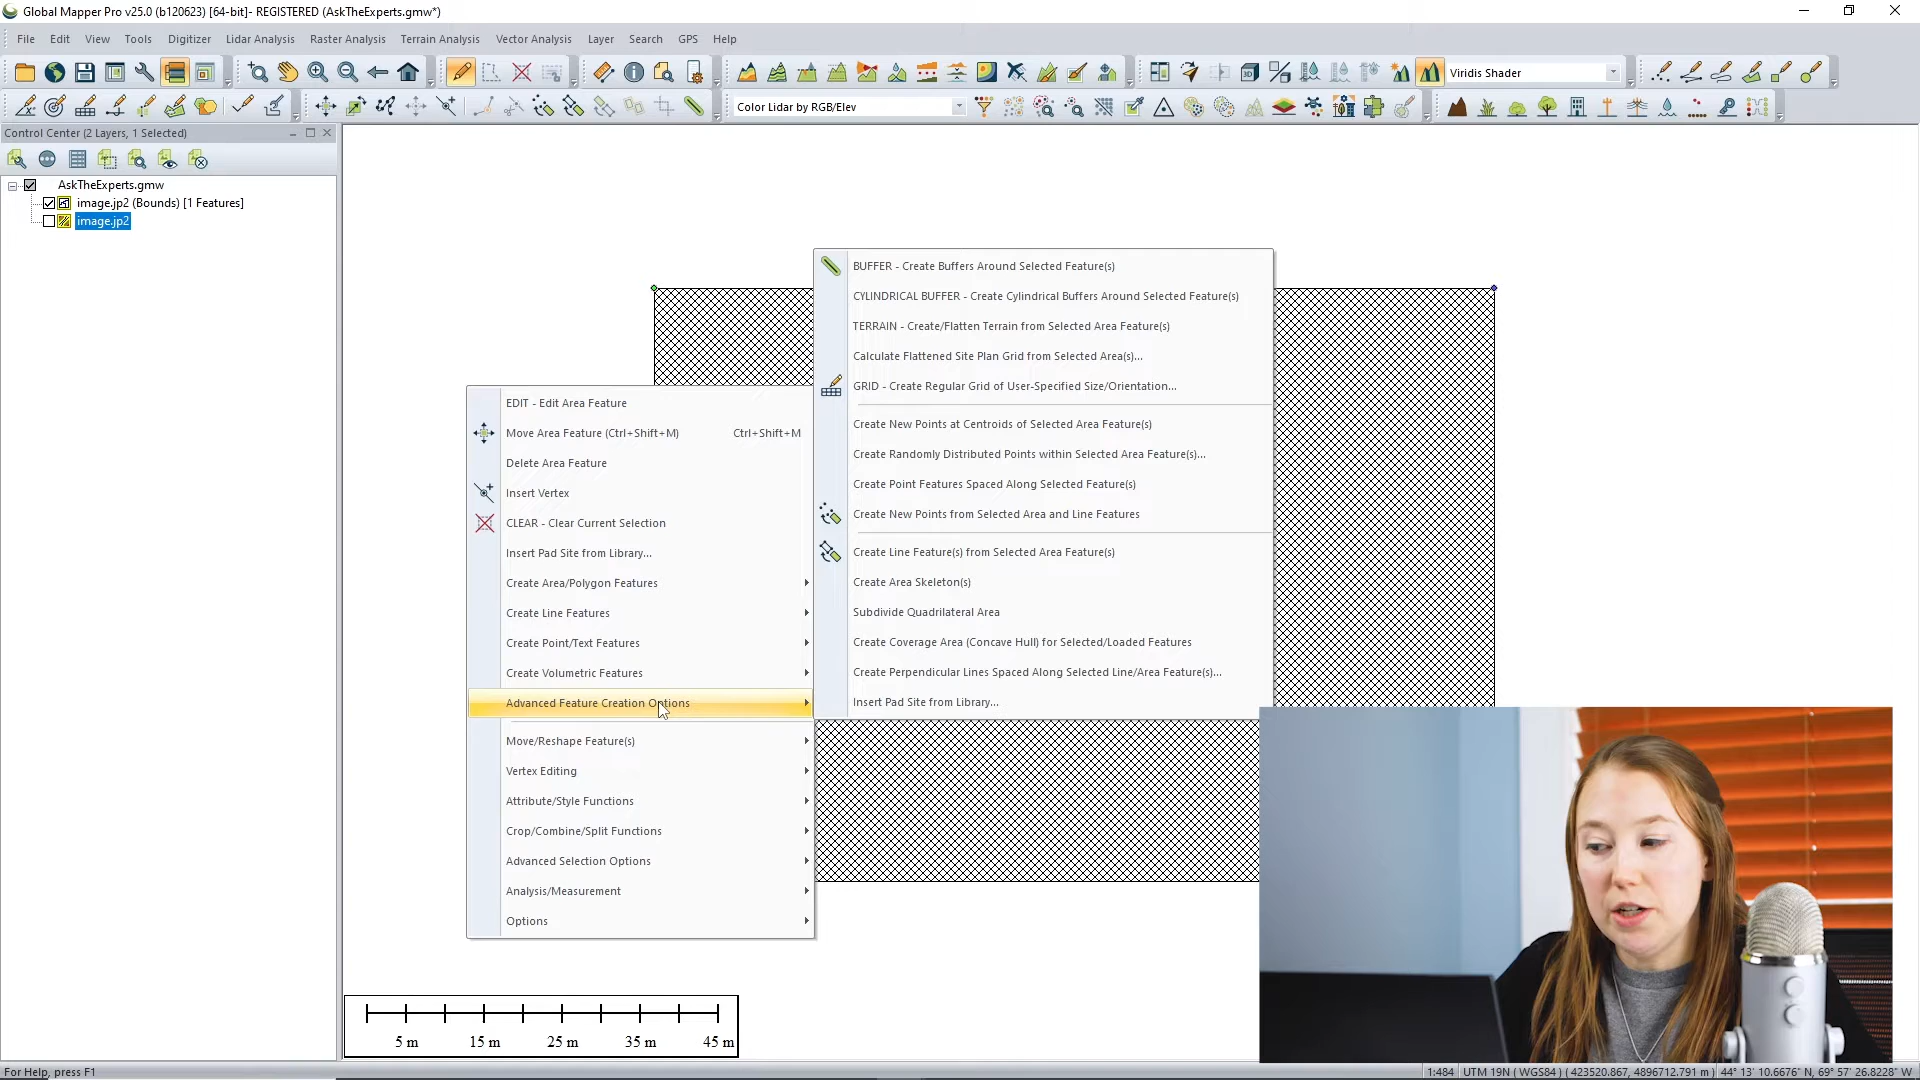 Global Mapper Pro v25.0 (b120623) [64-bit]- REGISTERED (AskTheExperts.gmw*)
File Edit View Tools Digitizer Lidar Analysis Raster Analysis Terrain Analysis Vector Analysis Layer Search GPS Help
Viridis Shader
Color Lidar by RGB/Elev
Control Center (2 Layers, 1 Selected)
AskTheExperts.gmw
image.jp2 (Bounds) [1 Features]
image.jp2
EDIT - Edit Area Feature
Move Area Feature (Ctrl+Shift+M) Ctrl+Shift+M
Delete Area Feature
Insert Vertex
CLEAR - Clear Current Selection
Insert Pad Site from Library...
Create Area/Polygon Features
Create Line Features
Create Point/Text Features
Create Volumetric Features
Advanced Feature Creation Options
Move/Reshape Feature(s)
Vertex Editing
Attribute/Style Functions
Crop/Combine/Split Functions
Advanced Selection Options
Analysis/Measurement
Options
BUFFER - Create Buffers Around Selected Feature(s)
CYLINDRICAL BUFFER - Create Cylindrical Buffers Around Selected Feature(s)
TERRAIN - Create/Flatten Terrain from Selected Area Feature(s)
Calculate Flattened Site Plan Grid from Selected Area(s)...
GRID - Create Regular Grid of User-Specified Size/Orientation...
Create New Points at Centroids of Selected Area Feature(s)
Create Randomly Distributed Points within Selected Area Feature(s)...
Create Point Features Spaced Along Selected Feature(s)
Create New Points from Selected Area and Line Features
Create Line Feature(s) from Selected Area Feature(s)
Create Area Skeleton(s)
Subdivide Quadrilateral Area
Create Coverage Area (Concave Hull) for Selected/Loaded Features
Create Perpendicular Lines Spaced Along Selected Line/Area Feature(s)...
Insert Pad Site from Library...
5 m 15 m 25 m 35 m 45 m
For Help, press F1
1:484 UTM 19N ( WGS84 ) ( 423520.867, 4896712.791 m ) 44° 13' 10.6676" N, 69° 57' 26.8228" W